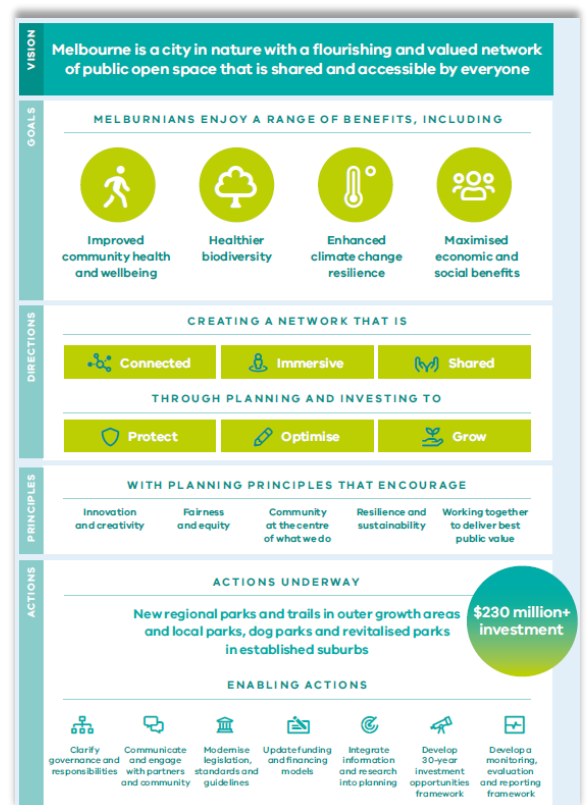 VISION
Melbourne is a city in nature with a flourishing and valued network
of public open space that is shared and accessible by everyone
GOALS
MELBURNIANS ENJOY A RANGE OF BENEFITS, INCLUDING
Improved
community health
and wellbeing
Healthier
biodiversity
Enhanced
climate change
resilience
Maximised
economic and
social benefits
DIRECTIONS
CREATING A NETWORK THAT IS
Connected
Immersive
Shared
THROUGH PLANNING AND INVESTING TO
Protect
Optimise
Grow
PRINCIPLES
WITH PLANNING PRINCIPLES THAT ENCOURAGE
Innovation
and creativity
Fairness
and equity
Community
at the centre
of what we do
Resilience and
sustainability
Working together
to deliver best
public value
ACTIONS
ACTIONS UNDERWAY
New regional parks and trails in outer growth areas
and local parks, dog parks and revitalised parks
in established suburbs
$230 million+
investment
ENABLING ACTIONS
Clarify
governance and
responsibilities
Communicate
and engage
with partners
and community
Modernise
legislation,
standards and
guidelines
Update funding
and financing
models
Integrate
information
and research
into planning
Develop
30-year
investment
opportunities
framework
Develop a
monitoring,
evaluation
and reporting
framework